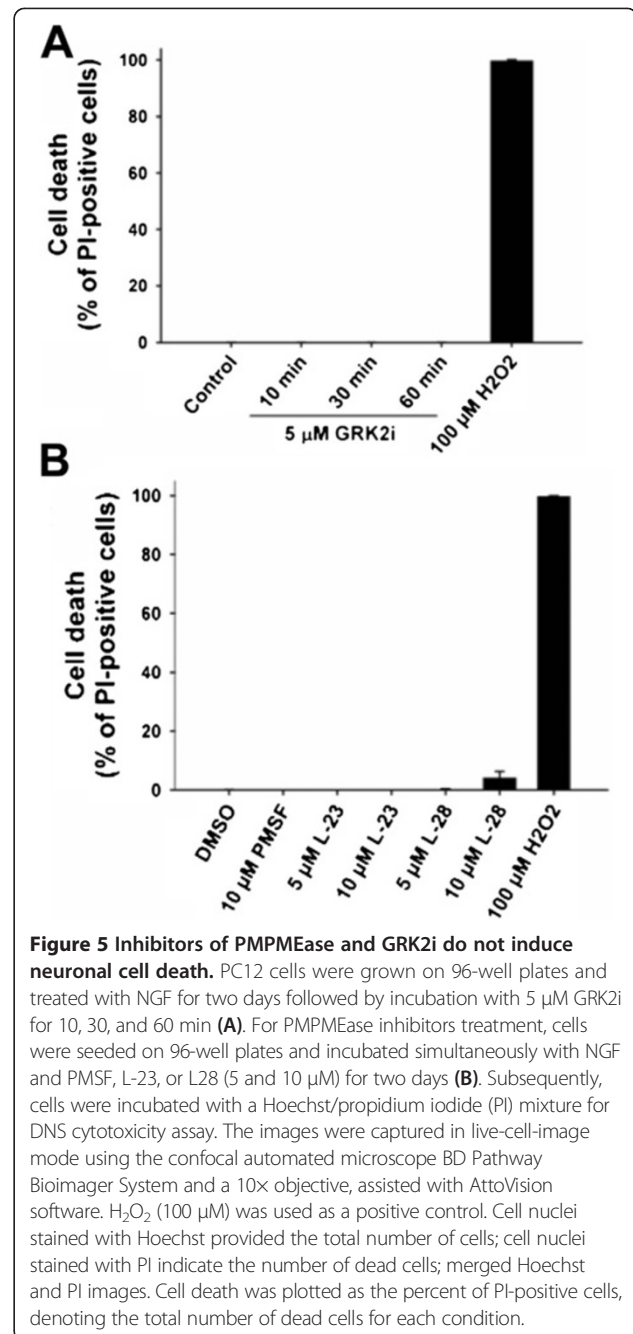 A
Cell death
(% of PI-positive cells)
100
80
60
40
20
0
Control
10 min
30 min
60 min
100 µM H2O2
5 µM GRK2i
B
Cell death
(% of PI-positive cells)
100
80
60
40
20
0
DMSO
10 µM PMSF
5 µM L-23
10 µM L-23
5 µM L-28
10 µM L-28
100 µM H2O2
Figure 5 Inhibitors of PMPMEase and GRK2i do not induce
neuronal cell death. PC12 cells were grown on 96-well plates and
treated with NGF for two days followed by incubation with 5 µM GRK2i
for 10, 30, and 60 min (A). For PMPMEase inhibitors treatment, cells
were seeded on 96-well plates and incubated simultaneously with NGF
and PMSF, L-23, or L28 (5 and 10 µM) for two days (B). Subsequently,
cells were incubated with a Hoechst/propidium iodide (PI) mixture for
DNS cytotoxicity assay. The images were captured in live-cell-image
mode using the confocal automated microscope BD Pathway
Bioimager System and a 10× objective, assisted with AttoVision
software. H₂O₂ (100 µM) was used as a positive control. Cell nuclei
stained with Hoechst provided the total number of cells; cell nuclei
stained with PI indicate the number of dead cells; merged Hoechst
and PI images. Cell death was plotted as the percent of PI-positive cells,
denoting the total number of dead cells for each condition.